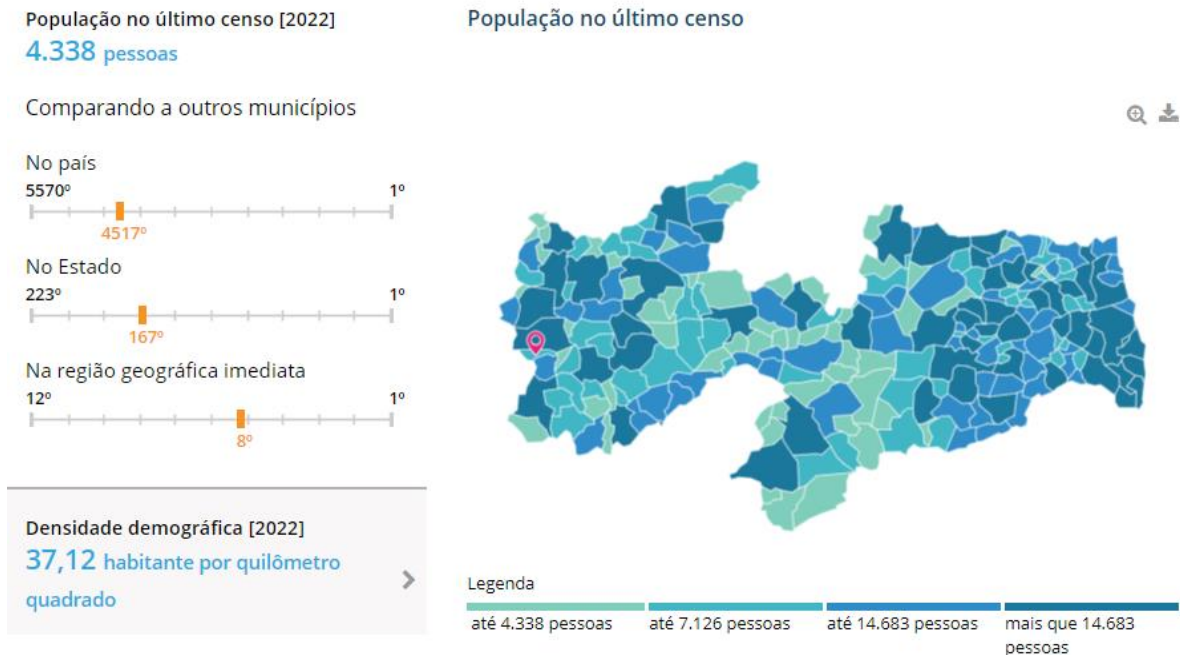 População no último censo [2022]
4.338 pessoas
Comparando a outros municípios
No país
5570º 1º
4517º
No Estado
223º 1º
167º
Na região geográfica imediata
12º 1º
8º
Densidade demográfica [2022]
37,12 habitante por quilômetro
quadrado
População no último censo
Legenda
até 4.338 pessoas
até 7.126 pessoas
até 14.683 pessoas
mais que 14.683
pessoas